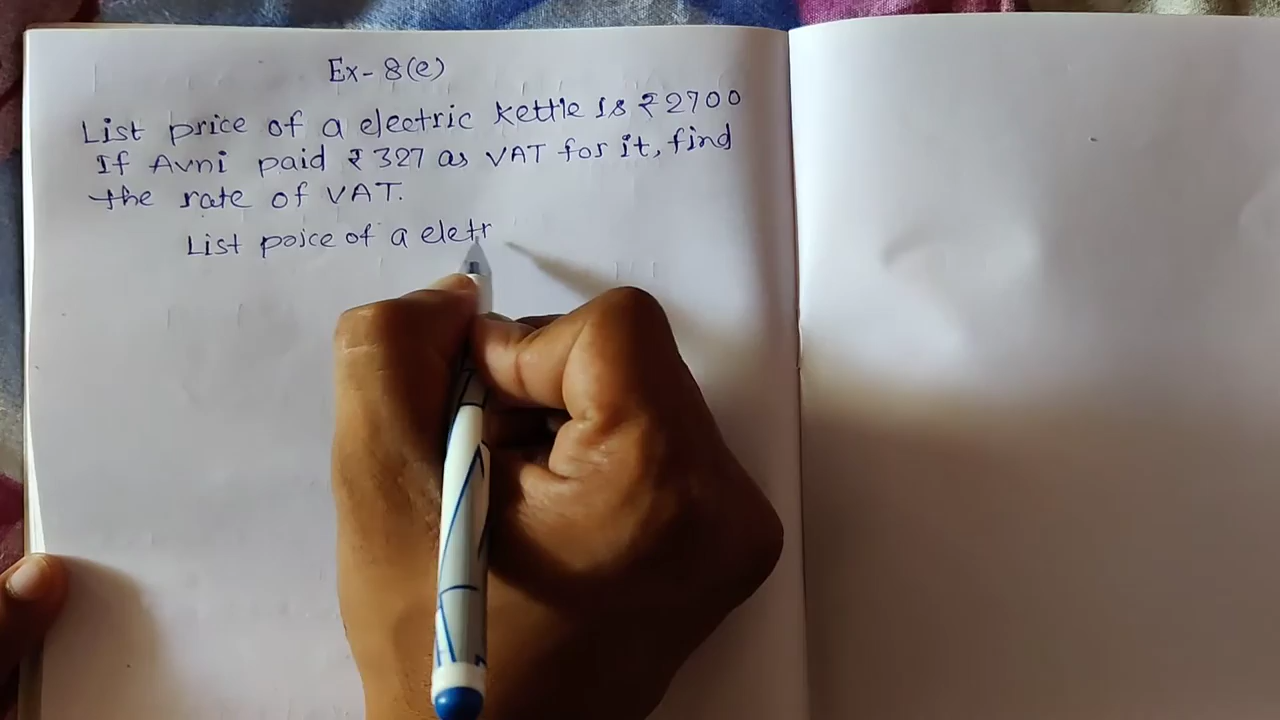 Ex- 8(e)
List price of a electric kettle Is ₹2700
If Avni paid ₹327 as VAT for it, find
the rate of VAT.
List poice of a eletr